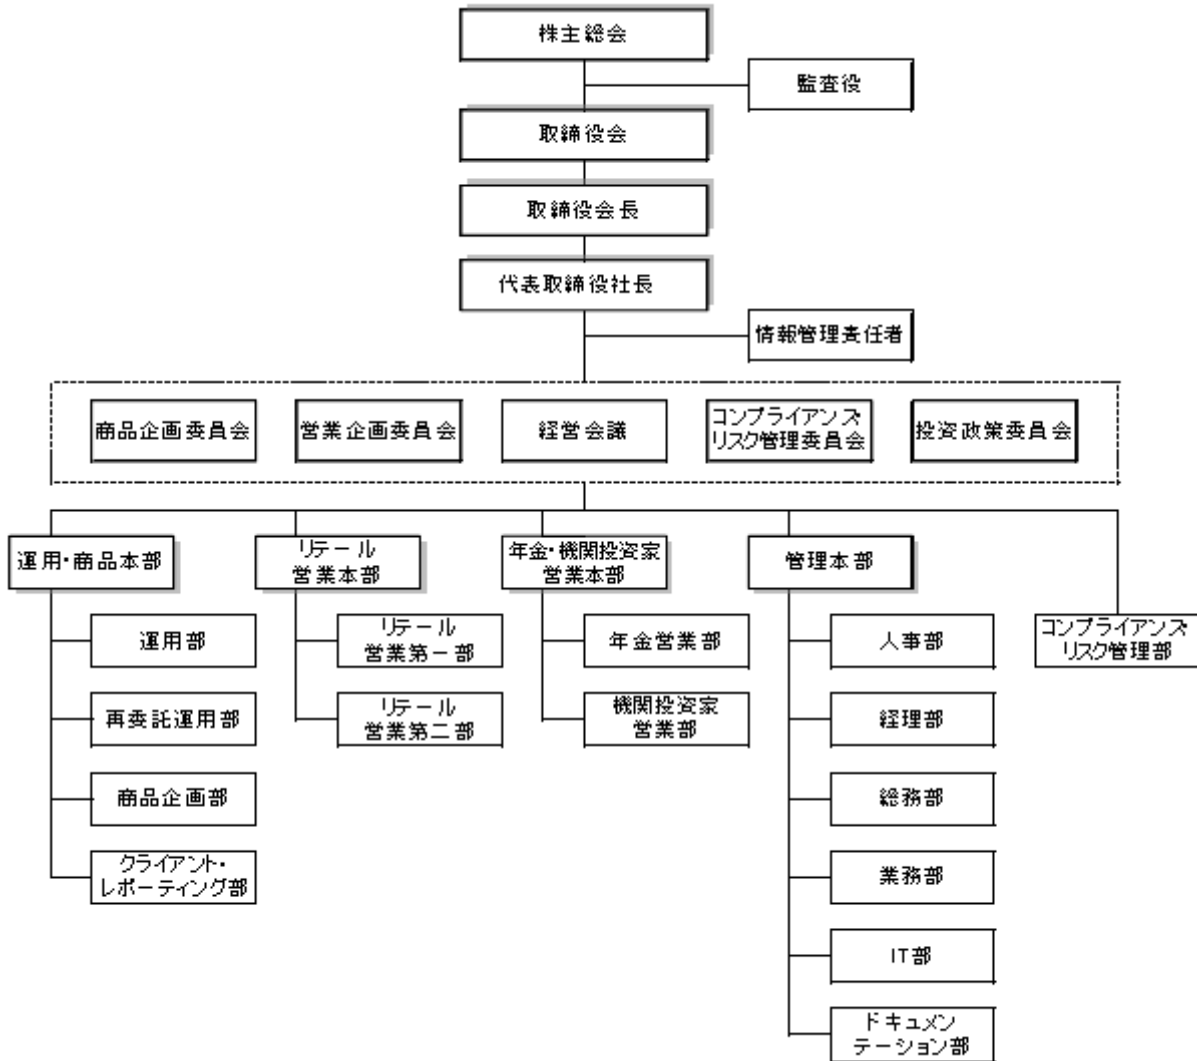 株主総会
監査役
取締役会
取締役会長
代表取締役社長
情報管理責任者
商品企画委員会
営業企画委員会
経営会議
コンプライアンス
リスク管理委員会
投資政策委員会
運用・商品本部
リテール
営業本部
年金・機関投資家
営業本部
管理本部
運用部
リテール
営業第一部
年金営業部
人事部
コンプライアンス
リスク管理部
再委託運用部
リテール
営業第二部
機関投資家
営業部
経理部
商品企画部
総務部
クライアント・
レポーティング部
業務部
IT部
ドキュメン
テーション部